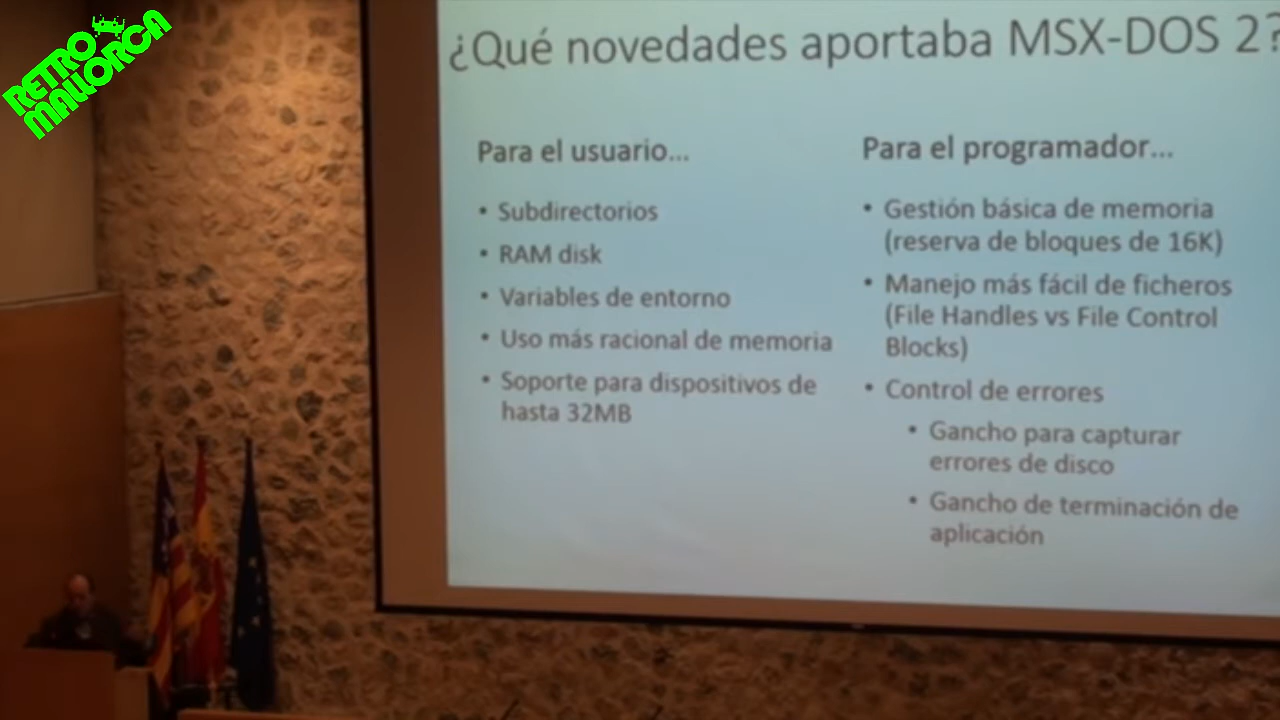 RETRO
MALLORCA
¿Qué novedades aportaba MSX-DOS 2?
Para el usuario...
• Subdirectorios
• RAM disk
• Variables de entorno
• Uso más racional de memoria
• Soporte para dispositivos de
hasta 32MB
Para el programador...
• Gestión básica de memoria
(reserva de bloques de 16K)
• Manejo más fácil de ficheros
(File Handles vs File Control
Blocks)
• Control de errores
• Gancho para capturar
errores de disco
• Gancho de terminación de
aplicación